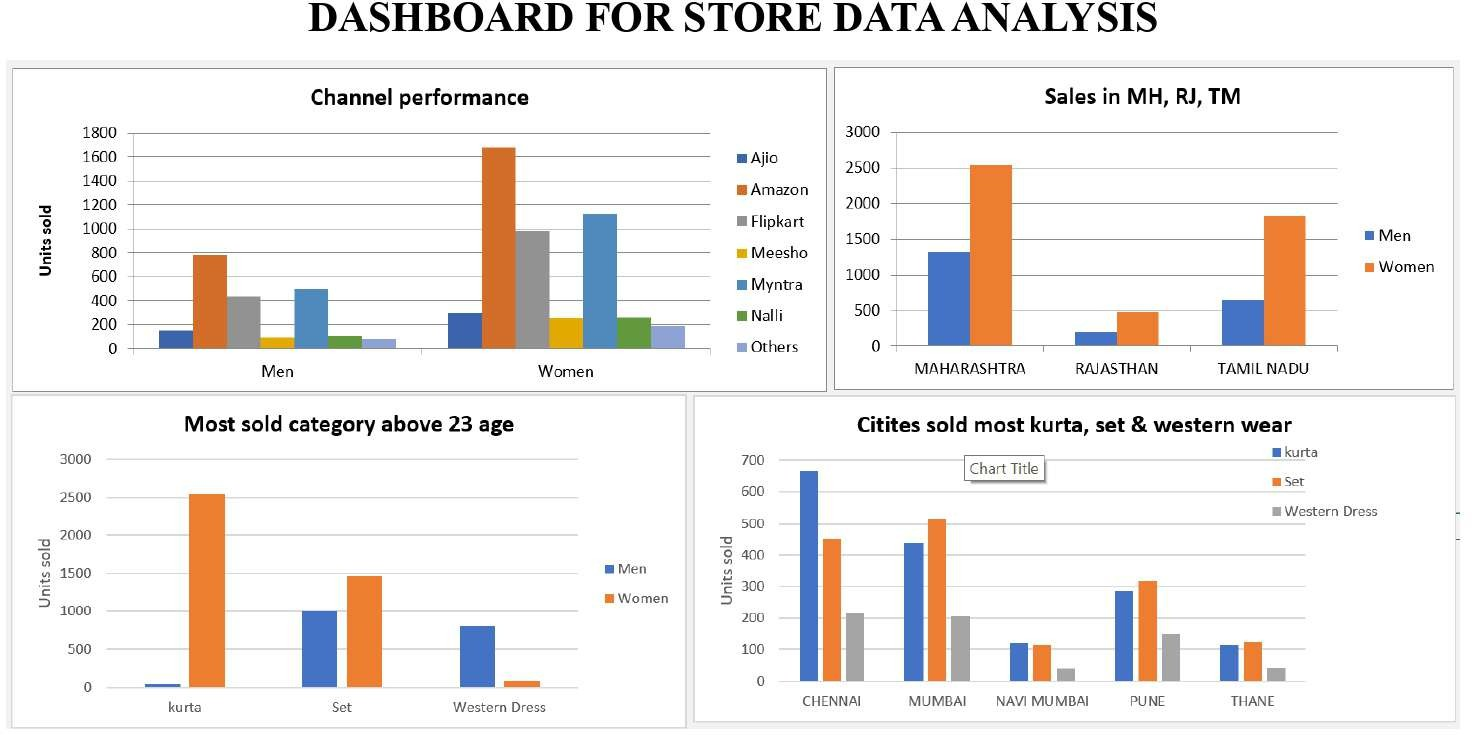 DASHBOARD FOR STORE DATA ANALYSIS
Channel performance
Units sold
1800
1600
1400
1200
1000
800
600
400
200
0
Men
Women
Ajio
Amazon
Flipkart
Meesho
Myntra
Nalli
Others
Sales in MH, RJ, TM
3000
2500
2000
1500
1000
500
0
MAHARASHTRA
RAJASTHAN
TAMIL NADU
Men
Women
Most sold category above 23 age
Units sold
3000
2500
2000
1500
1000
500
0
kurta
Set
Western Dress
Men
Women
Citites sold most kurta, set & western wear
Chart Title
Units sold
700
600
500
400
300
200
100
0
CHENNAI
MUMBAI
NAVI MUMBAI
PUNE
THANE
kurta
Set
Western Dress